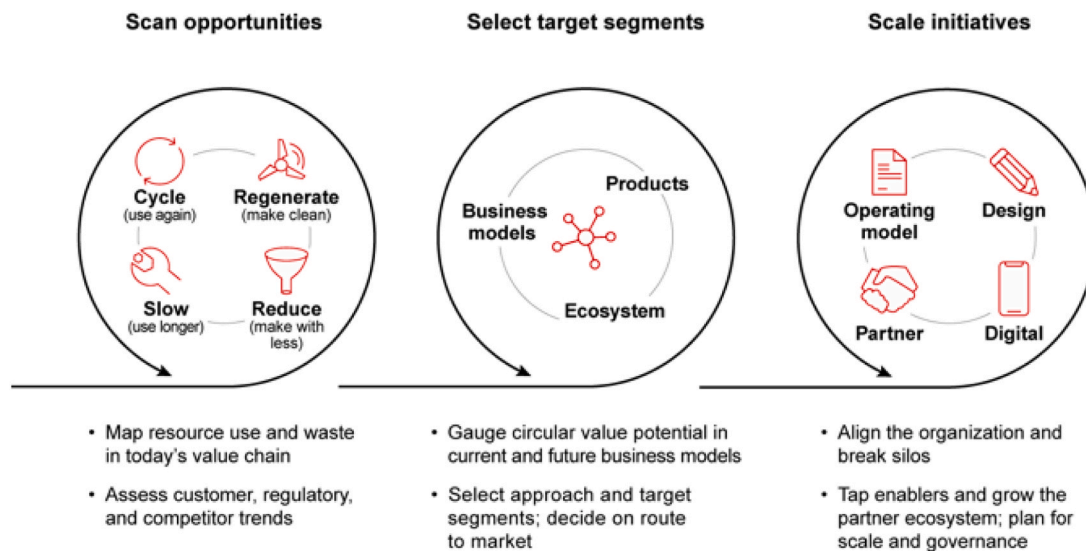 Scan opportunities
Select target segments
Scale initiatives
Cycle
(use again)
Regenerate
(make clean)
Slow
(use longer)
Reduce
(make with
less)
Products
Business
models
Ecosystem
Operating
model
Design
Partner
Digital
• Map resource use and waste
in today’s value chain
• Assess customer, regulatory,
and competitor trends
• Gauge circular value potential in
current and future business models
• Select approach and target
segments; decide on route
to market
• Align the organization and
break silos
• Tap enablers and grow the
partner ecosystem; plan for
scale and governance